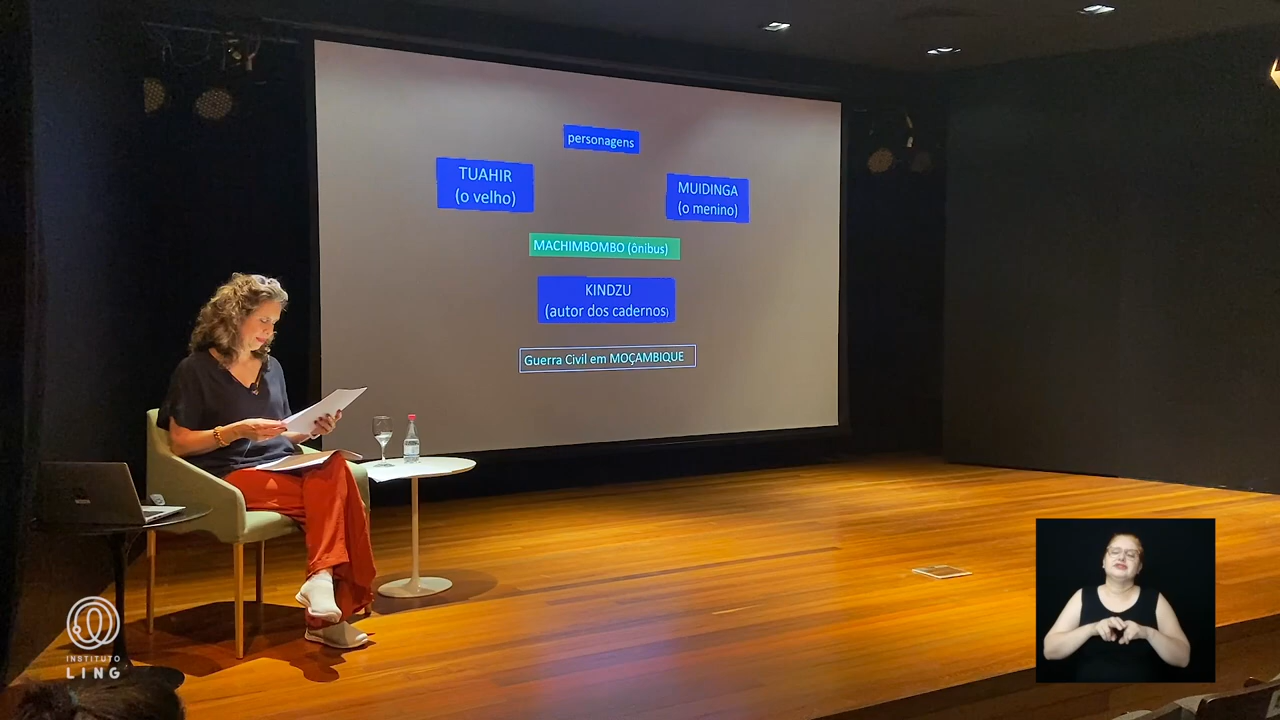 personagens
TUAHIR
(o velho)
MUIDINGA
(o menino)
MACHIMBOMBO (ônibus)
KINDZU
(autor dos cadernos)
Guerra Civil em MOÇAMBIQUE
INSTITUTO
LING